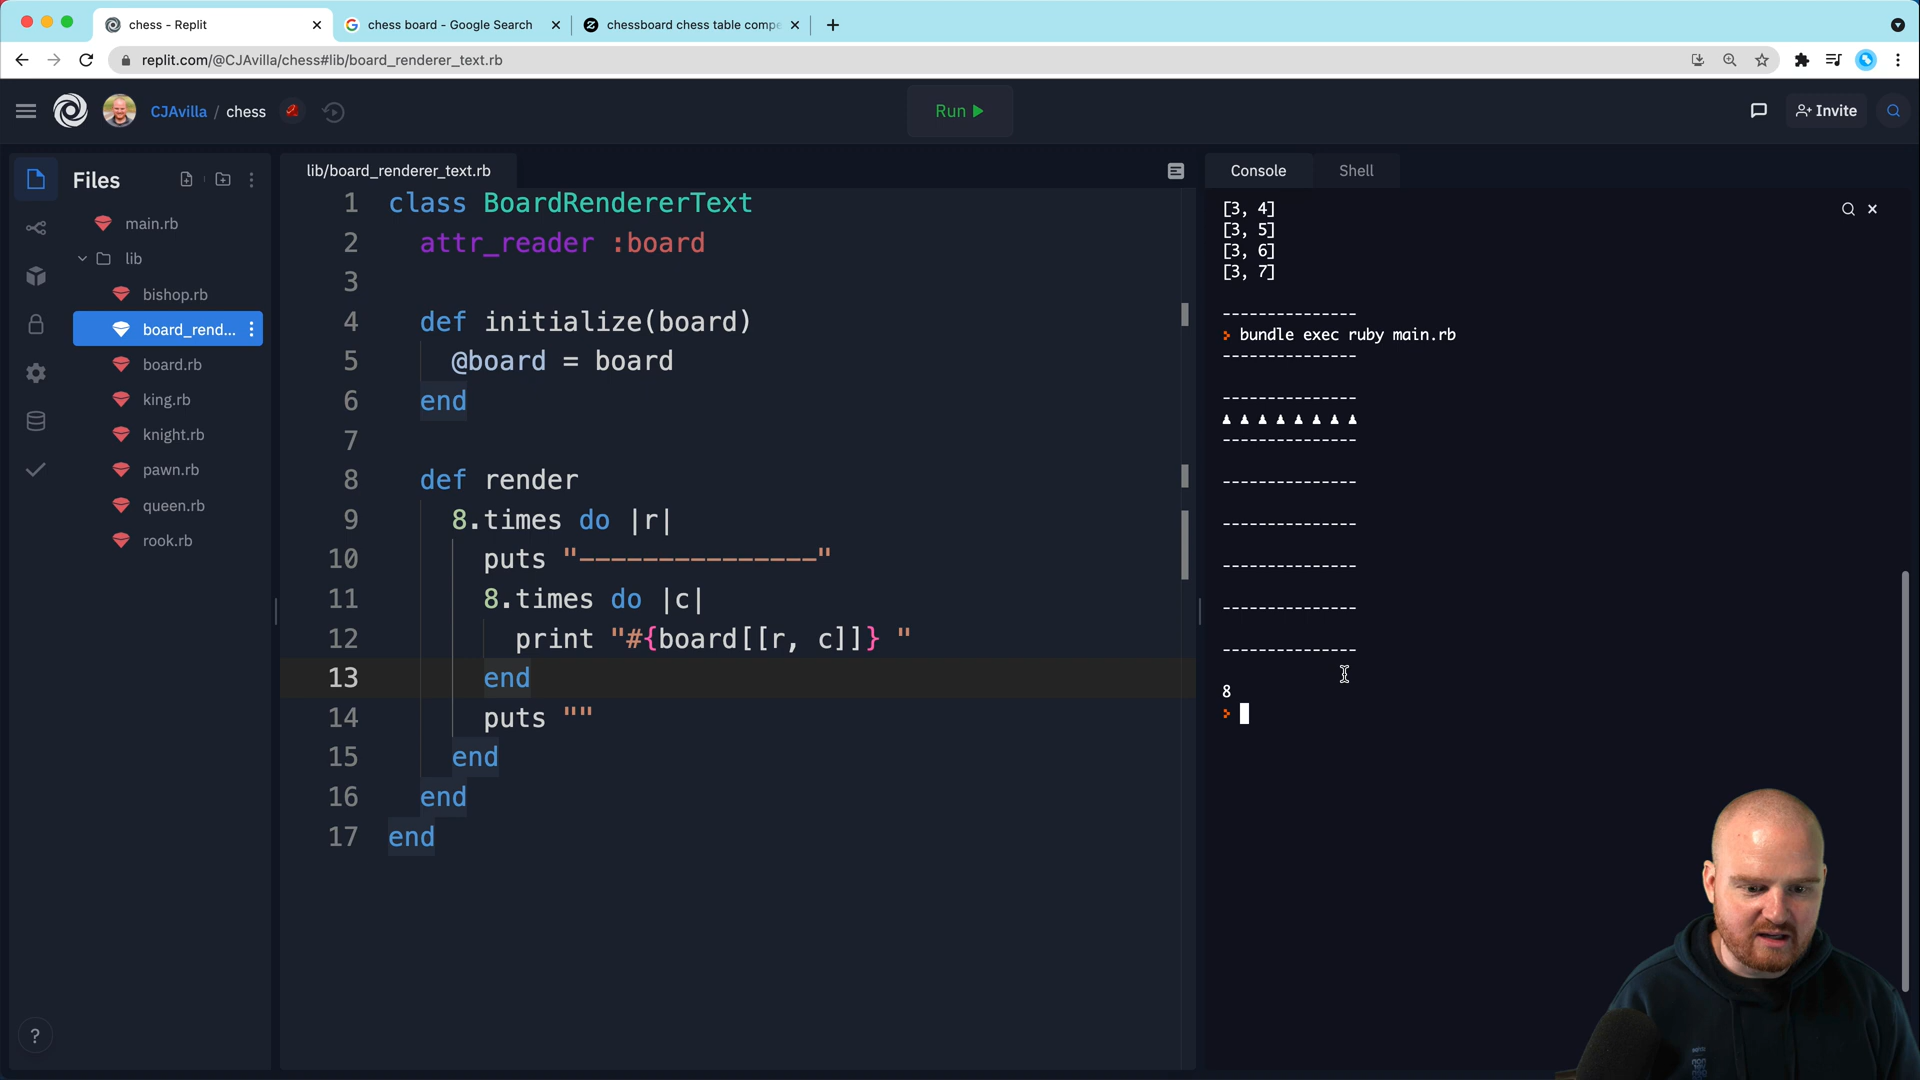 chess - Replit
chess board - Google Search
chessboard chess table compe
replit.com/@CJAvilla/chess#lib/board_renderer_text.rb
CJAvilla / chess
Run
Invite
Files
main.rb
lib
bishop.rb
board_rend...
board.rb
king.rb
knight.rb
pawn.rb
queen.rb
rook.rb
?
lib/board_renderer_text.rb
1 class BoardRendererText
2 attr_reader :board
3
4 def initialize(board)
5 @board = board
6 end
7
8 def render
9 8.times do |r|
10 puts "---------------"
11 8.times do |c|
12 print "#{board[[r, c]]} "
13 end
14 puts ""
15 end
16 end
17 end
Console Shell
[3, 4]
[3, 5]
[3, 6]
[3, 7]
---------------
> bundle exec ruby main.rb
---------------
---------------
♟ ♟ ♟ ♟ ♟ ♟ ♟ ♟
---------------
---------------
---------------
---------------
---------------
---------------
8
>